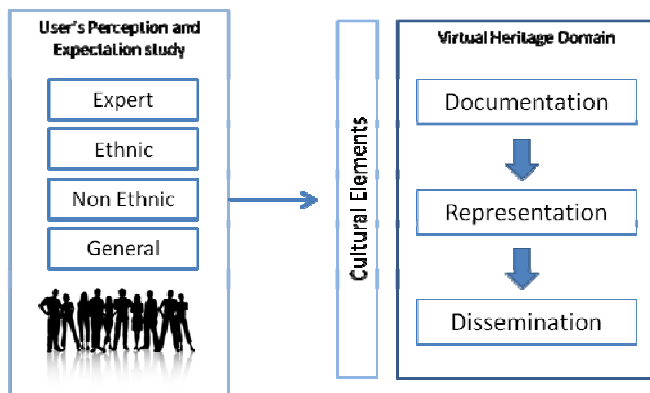 User's Perception and
Expectation study
Expert
Ethnic
Non Ethnic
General
Cultural Elements
Virtual Heritage Domain
Documentation
Representation
Dissemination